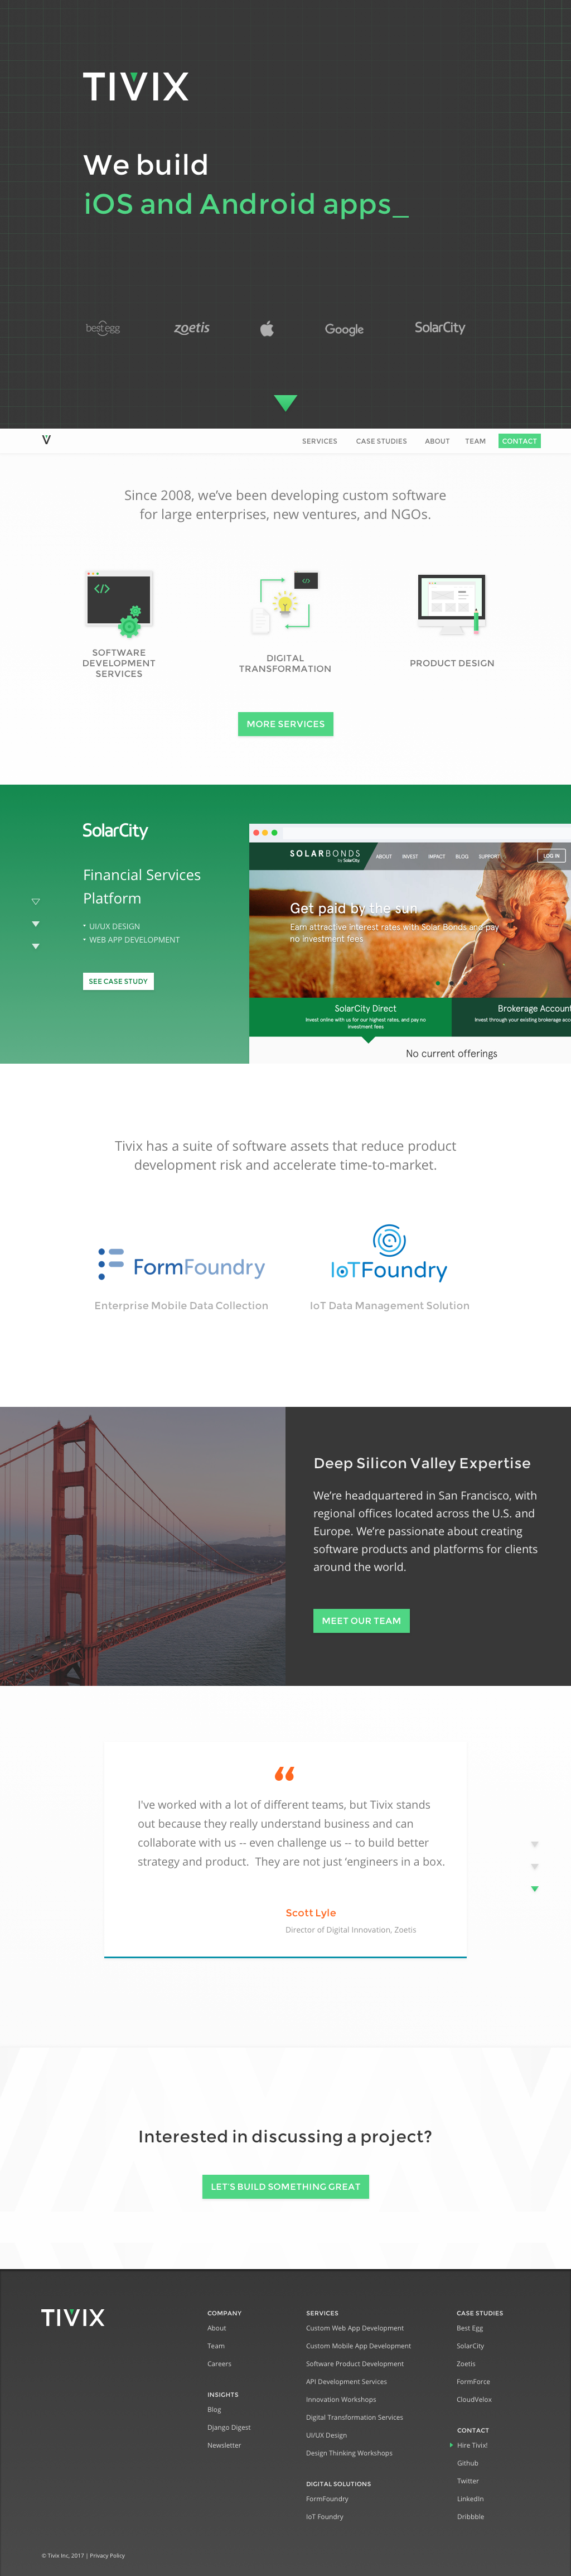 TIVIX
We build
iOS and Android apps_
best egg
zoetis
Google
SolarCity
V
SERVICES
CASE STUDIES
ABOUT
TEAM
CONTACT
Since 2008, we've been developing custom software
for large enterprises, new ventures, and NGOs.
</>
SOFTWARE
DEVELOPMENT
SERVICES
</>
DIGITAL
TRANSFORMATION
PRODUCT DESIGN
MORE SERVICES
SolarCity
Financial Services
Platform
• UI/UX DESIGN
• WEB APP DEVELOPMENT
SEE CASE STUDY
SOLARBONDS
by SolarCity
ABOUT
INVEST
IMPACT
BLOG
SUPPORT
LOG IN
Get paid by the sun
Earn attractive interest rates with Solar Bonds and pay
no investment fees
SolarCity Direct
Invest online with us for our highest rates, and pay no
investment fees
Brokerage Account
Invest through your existing brokerage acc
No current offerings
Tivix has a suite of software assets that reduce product
development risk and accelerate time-to-market.
FormFoundry
Enterprise Mobile Data Collection
IoTFoundry
IoT Data Management Solution
Deep Silicon Valley Expertise
We're headquartered in San Francisco, with
regional offices located across the U.S. and
Europe. We're passionate about creating
software products and platforms for clients
around the world.
MEET OUR TEAM
“
I've worked with a lot of different teams, but Tivix stands
out because they really understand business and can
collaborate with us -- even challenge us -- to build better
strategy and product.  They are not just 'engineers in a box.
Scott Lyle
Director of Digital Innovation, Zoetis
Interested in discussing a project?
LET'S BUILD SOMETHING GREAT
TIVIX
COMPANY
About
Team
Careers
INSIGHTS
Blog
Django Digest
Newsletter
SERVICES
Custom Web App Development
Custom Mobile App Development
Software Product Development
API Development Services
Innovation Workshops
Digital Transformation Services
UI/UX Design
Design Thinking Workshops
DIGITAL SOLUTIONS
FormFoundry
IoT Foundry
CASE STUDIES
Best Egg
SolarCity
Zoetis
FormForce
CloudVelox
CONTACT
Hire Tivix!
Github
Twitter
LinkedIn
Dribbble
© Tivix Inc, 2017 | Privacy Policy